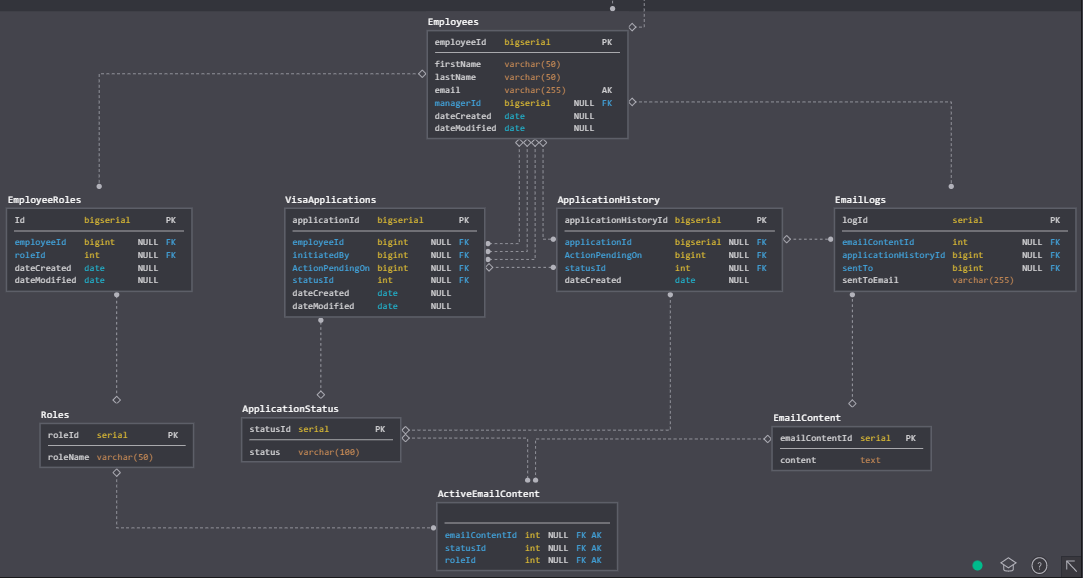 Employees
employeeId bigserial PK
firstName varchar(50)
lastName varchar(50)
email varchar(255) AK
managerId bigserial NULL FK
dateCreated date NULL
dateModified date NULL
EmployeeRoles
Id bigserial PK
employeeId bigint NULL FK
roleId int NULL FK
dateCreated date NULL
dateModified date NULL
VisaApplications
applicationId bigserial PK
employeeId bigint NULL FK
initiatedBy bigint NULL FK
ActionPendingOn bigint NULL FK
statusId int NULL FK
dateCreated date NULL
dateModified date NULL
ApplicationHistory
applicationHistoryId bigserial PK
applicationId bigserial NULL FK
ActionPendingOn bigint NULL FK
statusId int NULL FK
dateCreated date NULL
EmailLogs
logId serial PK
emailContentId int NULL FK
applicationHistoryId bigint NULL FK
sentTo bigint NULL FK
sentToEmail varchar(255)
Roles
roleId serial PK
roleName varchar(50)
ApplicationStatus
statusId serial PK
status varchar(100)
EmailContent
emailContentId serial PK
content text
ActiveEmailContent
emailContentId int NULL FK AK
statusId int NULL FK AK
roleId int NULL FK AK
?